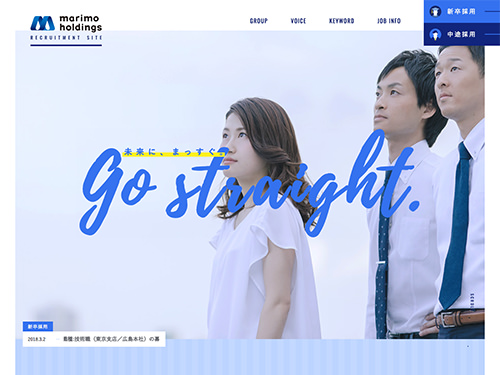 marimo
holdings
RECRUITMENT SITE
GROUP VOICE KEYWORD JOB INFO
新卒採用
中途採用
未来に、まっすぐ。
Go straight.
新卒採用
2018.3.2 新着:技術職（東京支店／広島本社）の募